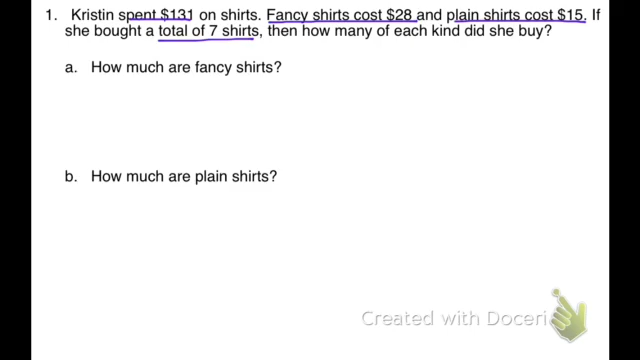 1. Kristin spent $131 on shirts. Fancy shirts cost $28 and plain shirts cost $15. If
she bought a total of 7 shirts, then how many of each kind did she buy?
a. How much are fancy shirts?
b. How much are plain shirts?
Created with Doceri